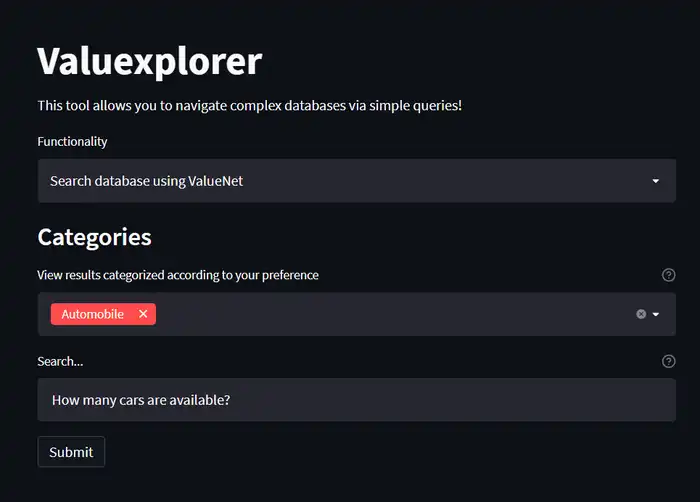 Valuexplorer
This tool allows you to navigate complex databases via simple queries!
Functionality
Search database using ValueNet
Categories
View results categorized according to your preference
Automobile
Search...
How many cars are available?
Submit